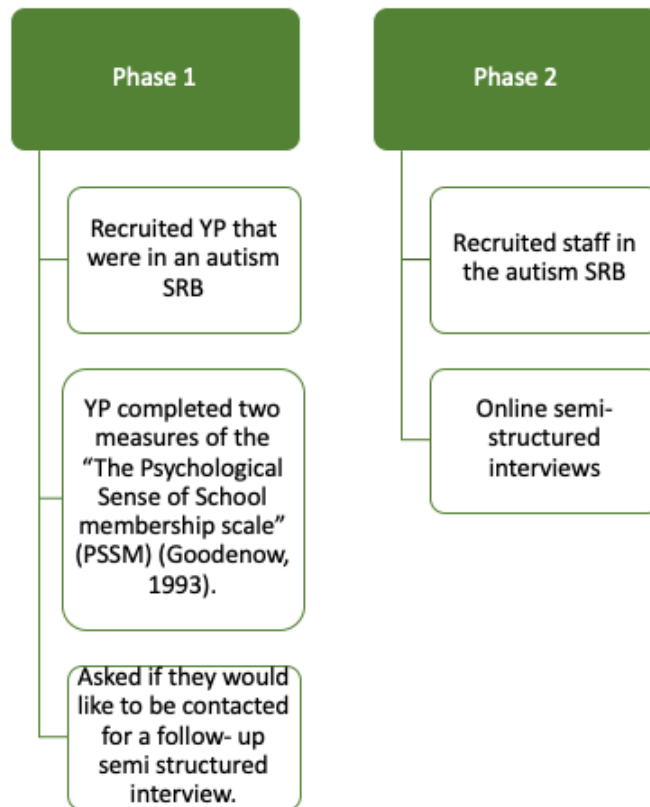 Phase 1
Recruited YP that
were in an autism
SRB
YP completed two
measures of the
“The Psychological
Sense of School
membership scale”
(PSSM) (Goodenow,
1993).
Asked if they would
like to be contacted
for a follow- up
semi structured
interview.
Phase 2
Recruited staff in
the autism SRB
Online semi-
structured
interviews